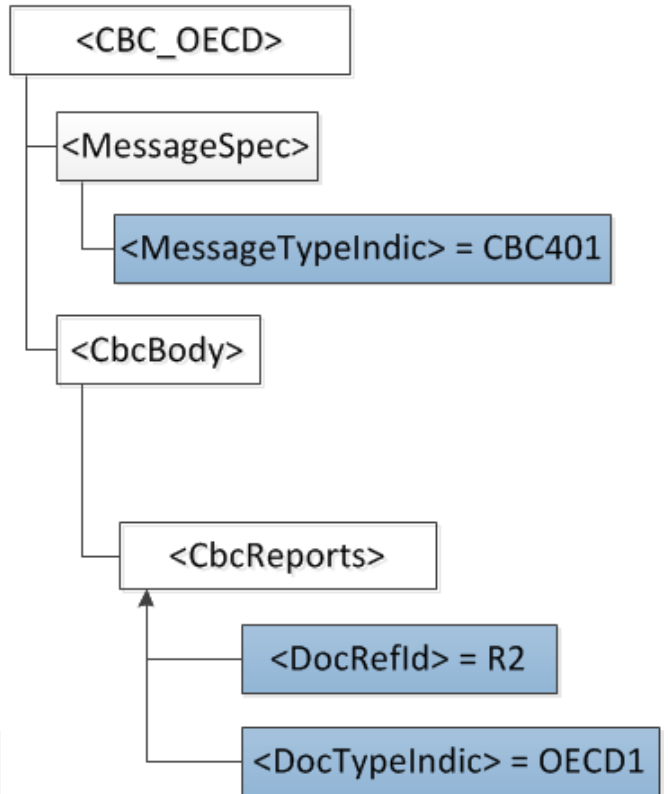 <CBC_OECD>
<MessageSpec>
<MessageTypeIndic> = CBC401
<CbcBody>
<CbcReports>
<DocRefId> = R2
<DocTypeIndic> = OECD1